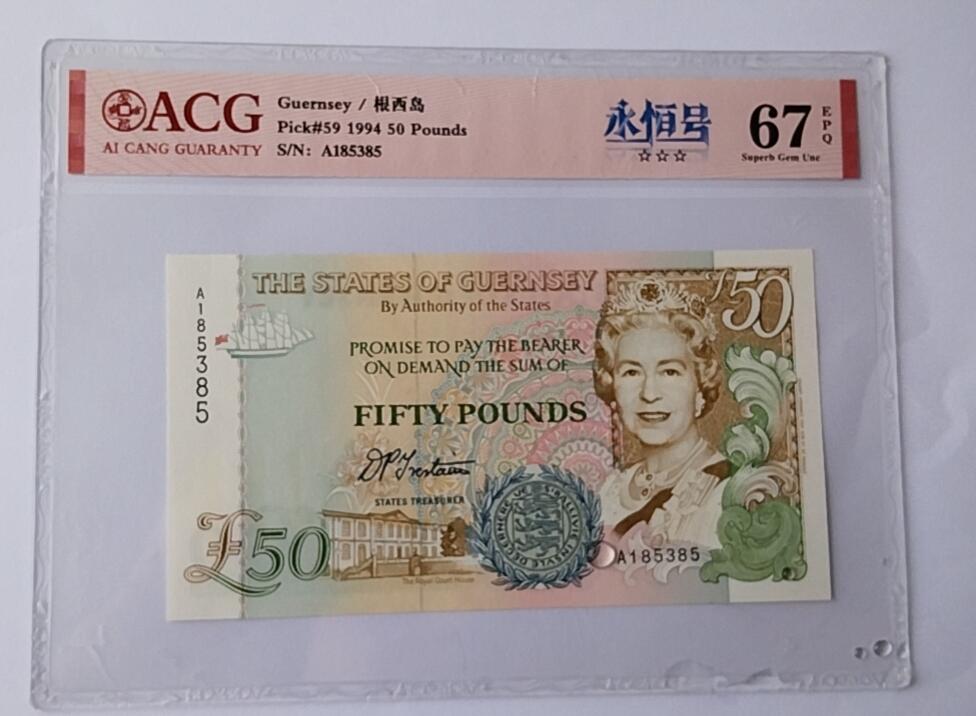 ACG
AI CANG GUARANTY
Guernsey / 根西岛
Pick#59 1994 50 Pounds
S/N: A185385
永恒号
☆☆☆
67
EPQ
Superb Gem Unc
A185385
THE STATES OF GUERNSEY
By Authority of the States
£50
PROMISE TO PAY THE BEARER
ON DEMAND THE SUM OF
FIFTY POUNDS
STATES TREASURER
£50
The Royal Court House
A185385